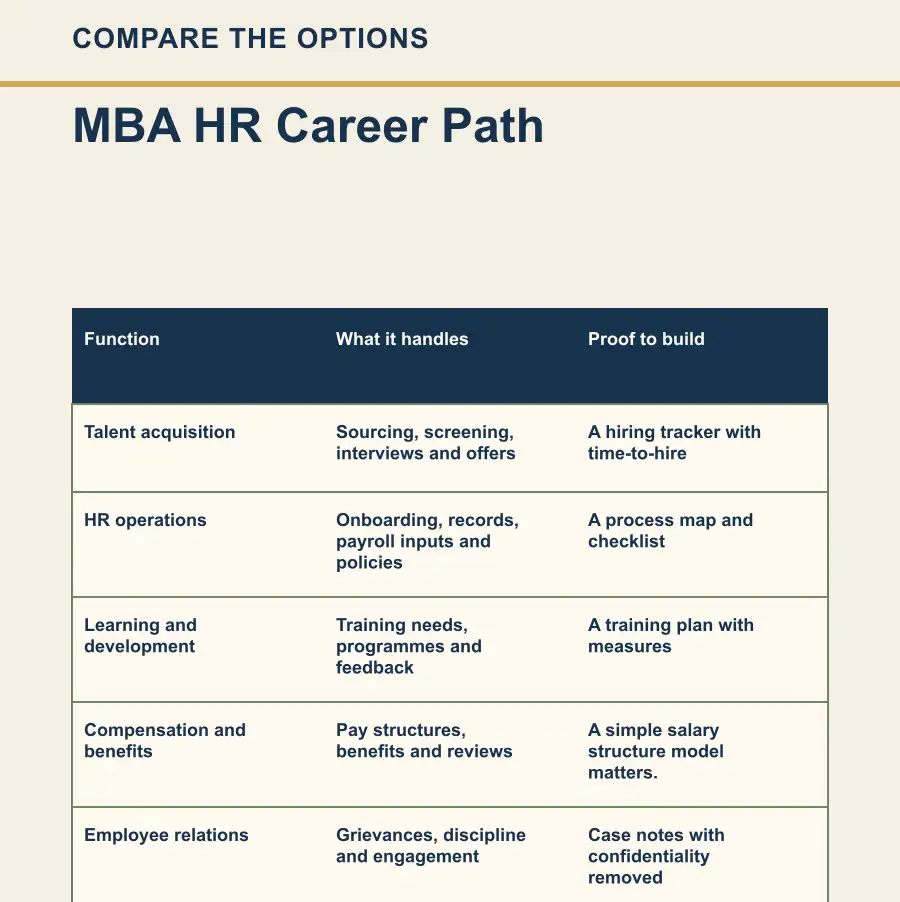 COMPARE THE OPTIONS
MBA HR Career Path
Function
What it handles
Proof to build
Talent acquisition
Sourcing, screening,
interviews and offers
A hiring tracker with
time-to-hire
HR operations
Onboarding, records,
payroll inputs and
policies
A process map and
checklist
Learning and
development
Training needs,
programmes and
feedback
A training plan with
measures
Compensation and
benefits
Pay structures,
benefits and reviews
A simple salary
structure model
matters.
Employee relations
Grievances, discipline
and engagement
Case notes with
confidentiality
removed